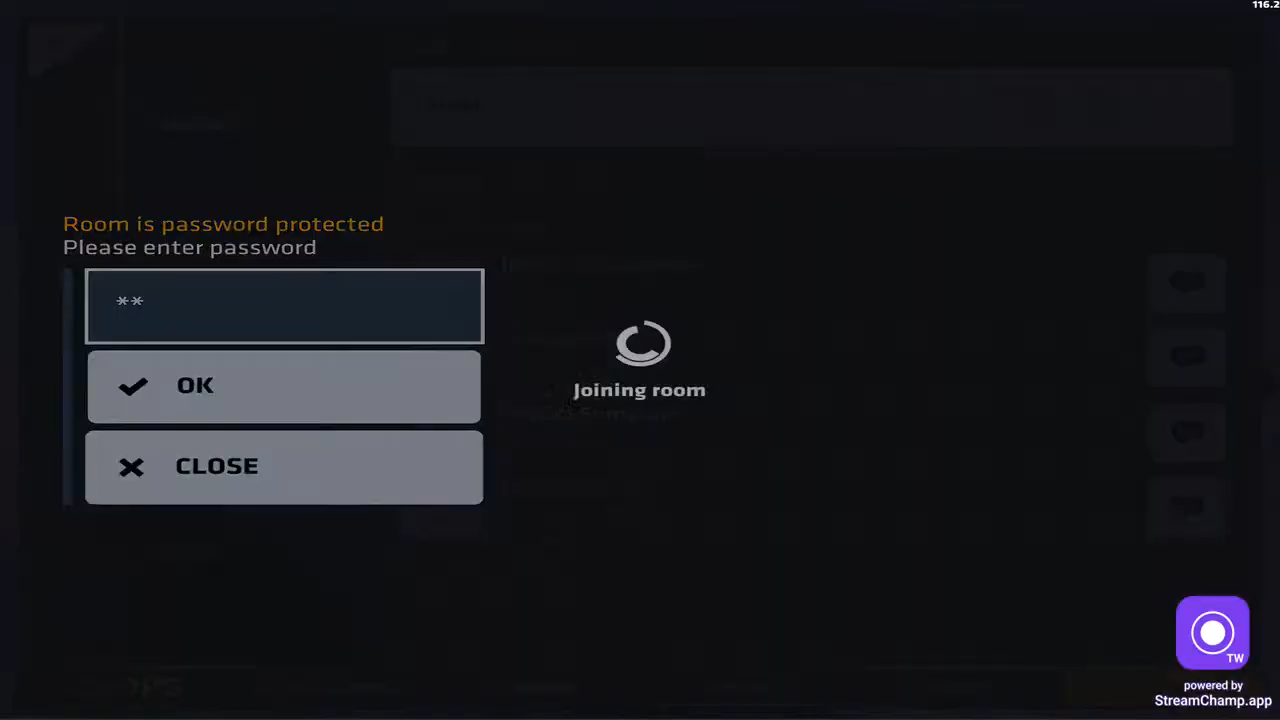 116.2
Room is password protected
Please enter password
**
OK
CLOSE
Joining room
TW
powered by
StreamChamp.app